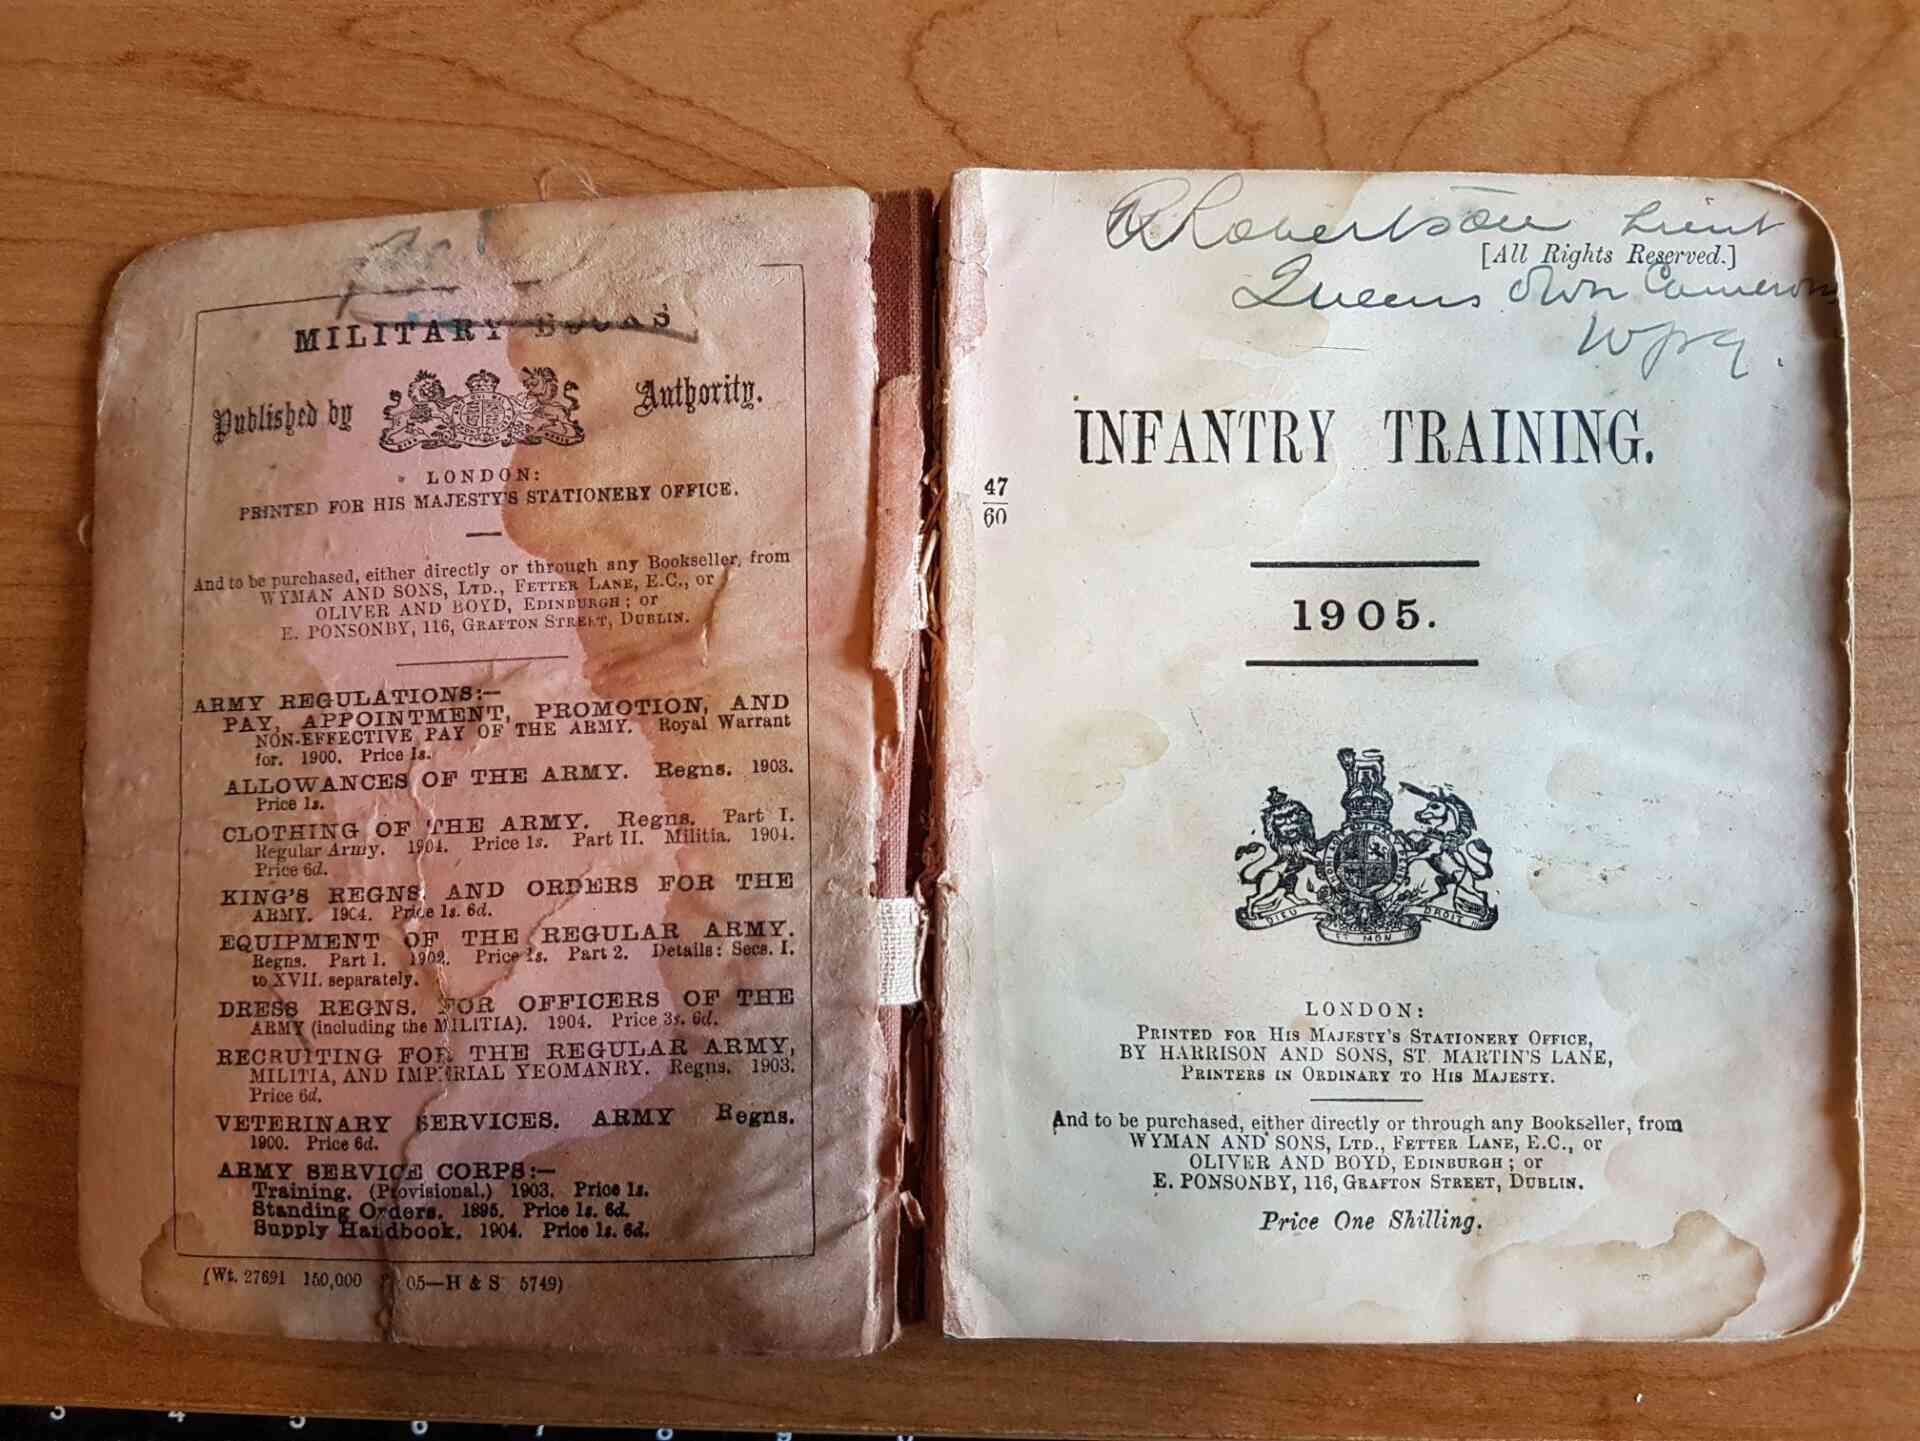 MILITARY BOOKS
Published by Authority.
LONDON:
PRINTED FOR HIS MAJESTY'S STATIONERY OFFICE.
And to be purchased, either directly or through any Bookseller, from
WYMAN AND SONS, LTD., FETTER LANE, E.C., or
OLIVER AND BOYD, EDINBURGH; or
E. PONSONBY, 116, GRAFTON STREET, DUBLIN.
ARMY REGULATIONS:—
PAY, APPOINTMENT, PROMOTION, AND
NON-EFFECTIVE PAY OF THE ARMY. Royal Warrant
for. 1900. Price 1s.
ALLOWANCES OF THE ARMY. Regns. 1903.
Price 1s.
CLOTHING OF THE ARMY. Regns. Part I.
Regular Army. 1904. Price 1s. Part II. Militia. 1904.
Price 6d.
KING'S REGNS. AND ORDERS FOR THE
ARMY. 1904. Price 1s. 6d.
EQUIPMENT OF THE REGULAR ARMY.
Regns. Part 1. 1902. Price 1s. Part 2. Details: Secs. I.
to XVII. separately.
DRESS REGNS. FOR OFFICERS OF THE
ARMY (including the MILITIA). 1904. Price 3s. 6d.
RECRUITING FOR THE REGULAR ARMY,
MILITIA, AND IMPERIAL YEOMANRY. Regns. 1903.
Price 6d.
VETERINARY SERVICES. ARMY Regns.
1900. Price 6d.
ARMY SERVICE CORPS:—
Training. (Provisional.) 1903. Price 1s.
Standing Orders. 1895. Price 1s. 6d.
Supply Handbook. 1904. Price 1s. 6d.
(Wt. 27691 150,000 05—H & S 5749)
Robertson Lieut
[All Rights Reserved.]
Queens Own Camerons
Wpg.
INFANTRY TRAINING.
47
60
1905.
DIEU ET MON DROIT
LONDON:
PRINTED FOR HIS MAJESTY'S STATIONERY OFFICE,
BY HARRISON AND SONS, ST. MARTIN'S LANE,
PRINTERS IN ORDINARY TO HIS MAJESTY.
And to be purchased, either directly or through any Bookseller, from
WYMAN AND SONS, LTD., FETTER LANE, E.C., or
OLIVER AND BOYD, EDINBURGH; or
E. PONSONBY, 116, GRAFTON STREET, DUBLIN.
Price One Shilling.
3 4 5 6 7 8 9